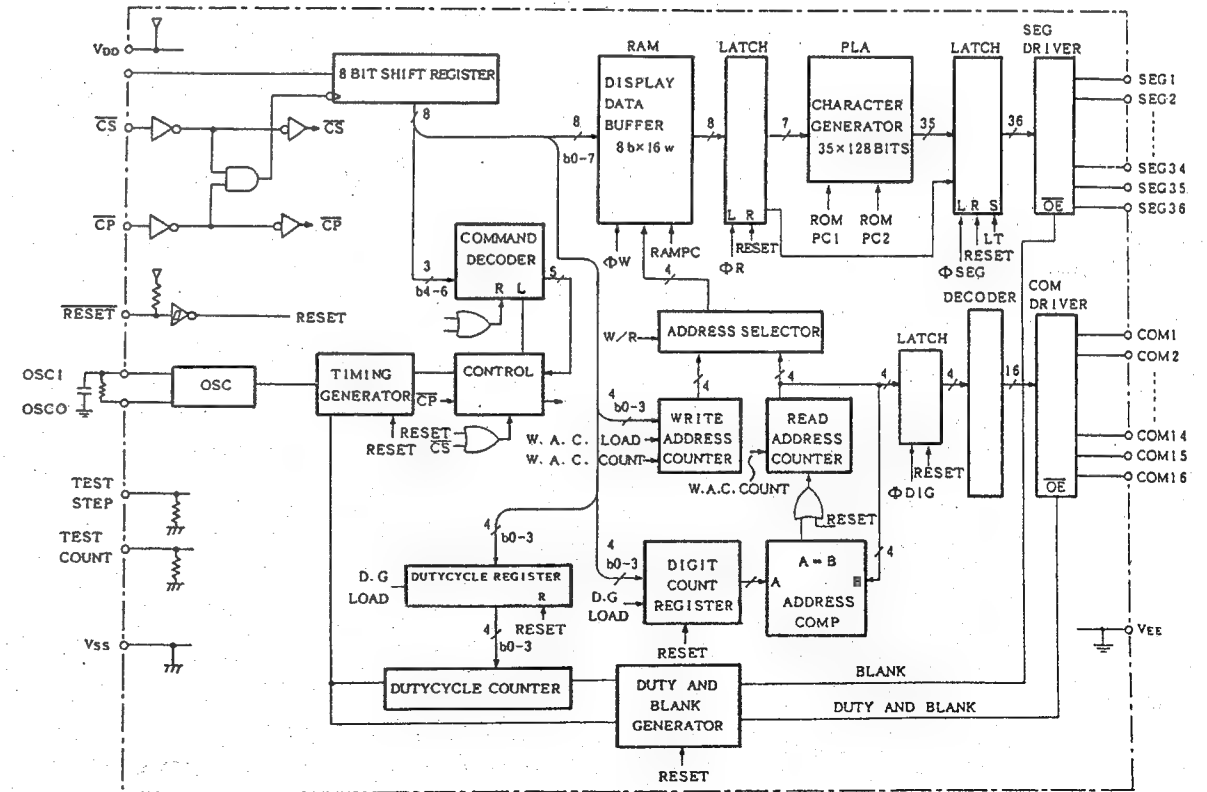 VDD
8 BIT SHIFT REGISTER
8
CS
CS
CP
CP
RESET
RESET
OSCI
OSCO
OSC
TEST
STEP
TEST
COUNT
VSS
RAM
DISPLAY
DATA
BUFFER
8b×16w
8
b0-7
ΦW
RAMPC
4
8
LATCH
L R
RESET
ΦR
7
PLA
CHARACTER
GENERATOR
35×128BITS
ROM
PC1
ROM
PC2
35
LATCH
L R S
LT
RESET
ΦSEG
36
SEG
DRIVER
OE
SEG1
SEG2
SEG34
SEG35
SEG36
COMMAND
DECODER
R L
3
b4-6
5
TIMING
GENERATOR
RESET
CONTROL
CP
RESET
CS
W/R
ADDRESS SELECTOR
4
4
4
b0-3
WRITE
ADDRESS
COUNTER
W.A.C. LOAD
W.A.C. COUNT
READ
ADDRESS
COUNTER
W.A.C.COUNT
RESET
4
LATCH
RESET
ΦDIG
4
DECODER
16
COM
DRIVER
OE
COM1
COM2
COM14
COM15
COM16
4
b0-3
D.G
LOAD
DUTYCYCLE REGISTER
R
RESET
4
b0-3
DUTYCYCLE COUNTER
4
b0-3
D.G
LOAD
DIGIT
COUNT
REGISTER
RESET
A=B
A
B
ADDRESS
COMP
4
DUTY AND
BLANK
GENERATOR
RESET
BLANK
DUTY AND BLANK
VEE